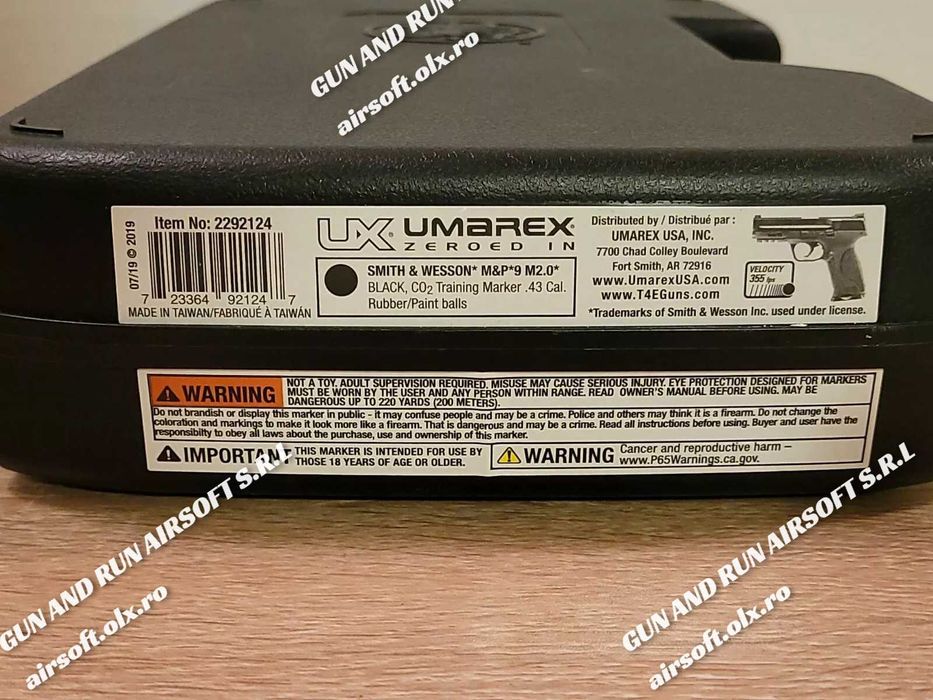 GUN AND RUN
airsoft.olx.ro
07/19 © 2019
Item No: 2292124
7 23364 92124 7
MADE IN TAIWAN/FABRIQUÉ À TAIWÁN
UX UMAREX®
ZEROED IN
SMITH & WESSON* M&P*9 M2.0*
BLACK, CO2 Training Marker .43 Cal.
Rubber/Paint balls
Distributed by / Distribué par :
UMAREX USA, INC.
7700 Chad Colley Boulevard
Fort Smith, AR 72916
www.UmarexUSA.com
www.T4EGuns.com
VELOCITY
355 fps
*Trademarks of Smith & Wesson Inc. used under license.
WARNING
NOT A TOY. ADULT SUPERVISION REQUIRED. MISUSE MAY CAUSE SERIOUS INJURY. EYE PROTECTION DESIGNED FOR MARKERS
MUST BE WORN BY THE USER AND ANY PERSON WITHIN RANGE. READ OWNER'S MANUAL BEFORE USING. MAY BE
DANGEROUS UP TO 220 YARDS (200 METERS).
Do not brandish or display this marker in public - it may confuse people and may be a crime. Police and others may think it is a firearm. Do not change the
coloration and markings to make it look more like a firearm. That is dangerous and may be a crime. Read all instructions before using. Buyer and user have the
responsibilty to obey all laws about the purchase, use and ownership of this marker.
IMPORTANT
THIS MARKER IS INTENDED FOR USE BY
THOSE 18 YEARS OF AGE OR OLDER.
WARNING
Cancer and reproductive harm –
www.P65Warnings.ca.gov.
GUN AND RUN AIRSOFT S.R.L
airsoft.olx.ro
GUN AND RUN AIRSOFT S.R.L
airsoft.olx.ro